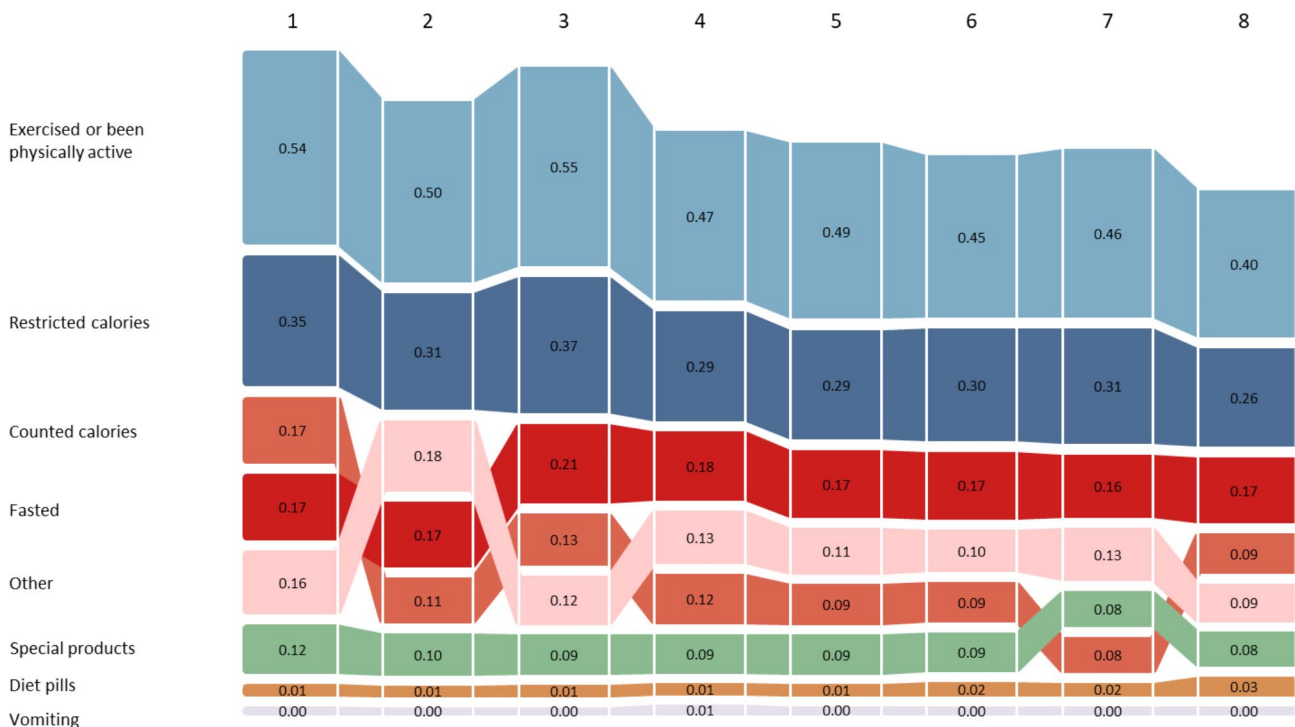 1 2 3 4 5 6 7 8
Exercised or been
physically active
0.54 0.50 0.55 0.47 0.49 0.45 0.46 0.40
Restricted calories
0.35 0.31 0.37 0.29 0.29 0.30 0.31 0.26
Counted calories
0.17 0.18 0.21 0.18 0.17 0.17 0.16 0.17
Fasted
0.17 0.17 0.13 0.13 0.11 0.10 0.13 0.09
Other
0.16 0.11 0.12 0.12 0.09 0.09 0.08 0.09
Special products
0.12 0.10 0.09 0.09 0.09 0.09 0.08 0.08
Diet pills
0.01 0.01 0.01 0.01 0.01 0.02 0.02 0.03
Vomiting
0.00 0.00 0.00 0.01 0.00 0.00 0.00 0.00